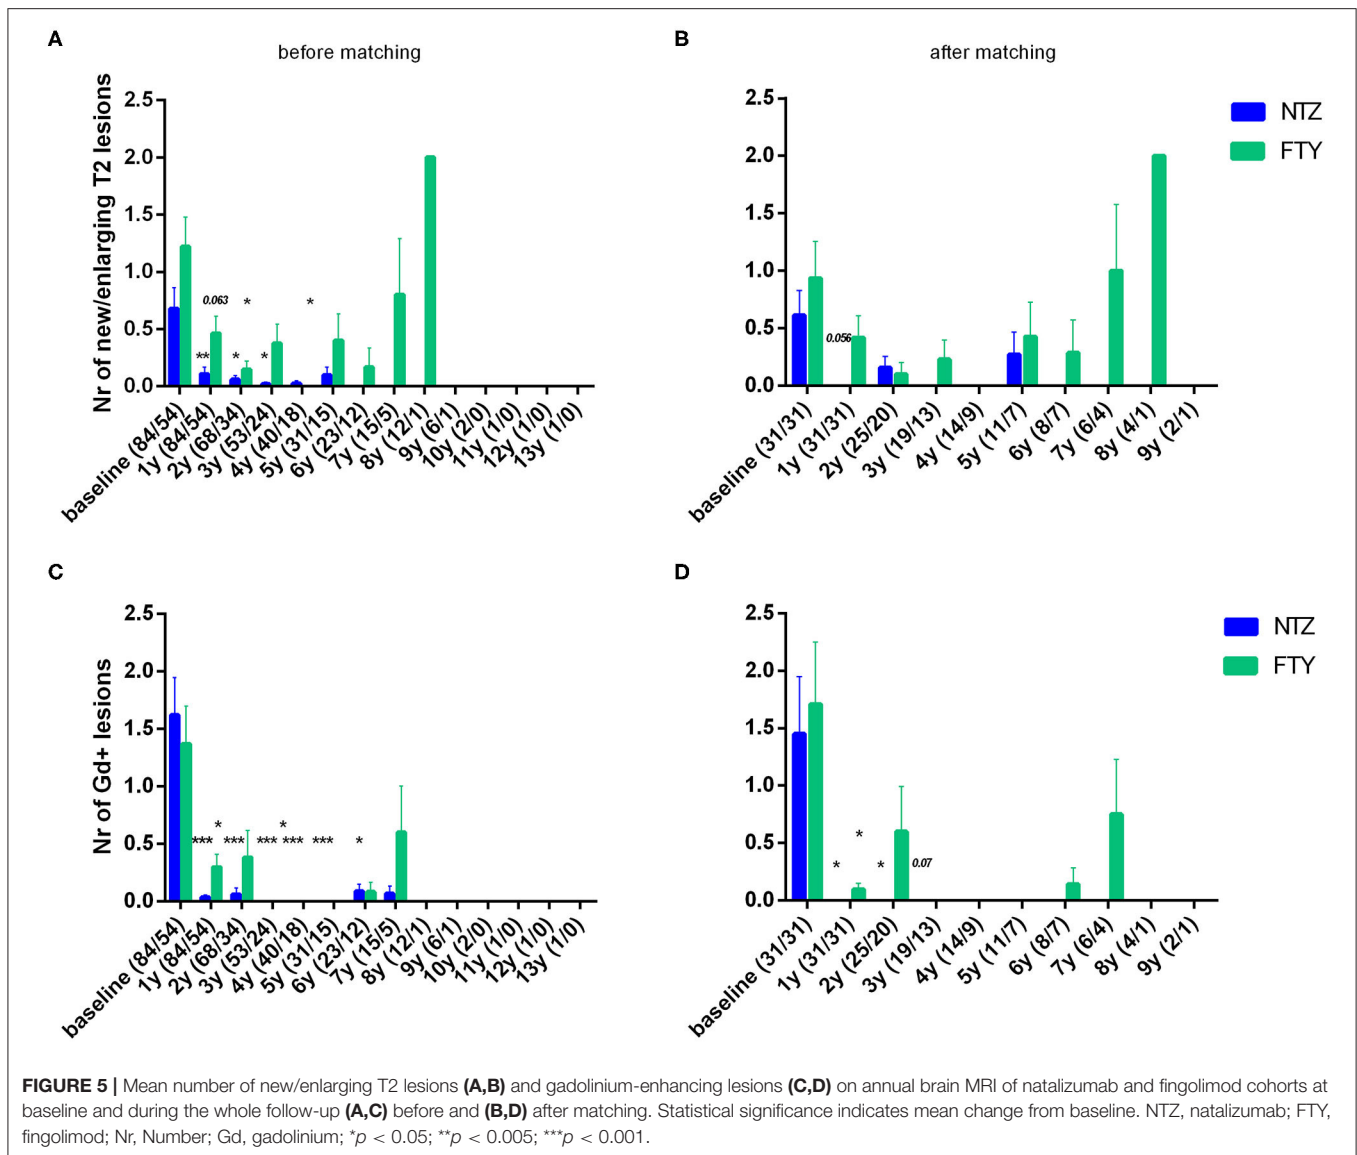 A
before matching
Nr of new/enlarging T2 lesions
2.5
2.0
1.5
1.0
0.5
0.0
0.063
*
*
**
*
*
baseline (84/54)
1y (84/54)
2y (68/34)
3y (53/24)
4y (40/18)
5y (31/15)
6y (23/12)
7y (15/5)
8y (12/1)
9y (6/1)
10y (2/0)
11y (1/0)
12y (1/0)
13y (1/0)
B
after matching
2.5
2.0
1.5
1.0
0.5
0.0
0.056
baseline (31/31)
1y (31/31)
2y (25/20)
3y (19/13)
4y (14/9)
5y (11/7)
6y (8/7)
7y (6/4)
8y (4/1)
9y (2/1)
NTZ
FTY
C
Nr of Gd+ lesions
2.5
2.0
1.5
1.0
0.5
0.0
*
*
***
***
***
***
***
*
baseline (84/54)
1y (84/54)
2y (68/34)
3y (53/24)
4y (40/18)
5y (31/15)
6y (23/12)
7y (15/5)
8y (12/1)
9y (6/1)
10y (2/0)
11y (1/0)
12y (1/0)
13y (1/0)
D
2.5
2.0
1.5
1.0
0.5
0.0
*
*
*
0.07
baseline (31/31)
1y (31/31)
2y (25/20)
3y (19/13)
4y (14/9)
5y (11/7)
6y (8/7)
7y (6/4)
8y (4/1)
9y (2/1)
NTZ
FTY
FIGURE 5 | Mean number of new/enlarging T2 lesions (A,B) and gadolinium-enhancing lesions (C,D) on annual brain MRI of natalizumab and fingolimod cohorts at
baseline and during the whole follow-up (A,C) before and (B,D) after matching. Statistical significance indicates mean change from baseline. NTZ, natalizumab; FTY,
fingolimod; Nr, Number; Gd, gadolinium; *p < 0.05; **p < 0.005; ***p < 0.001.